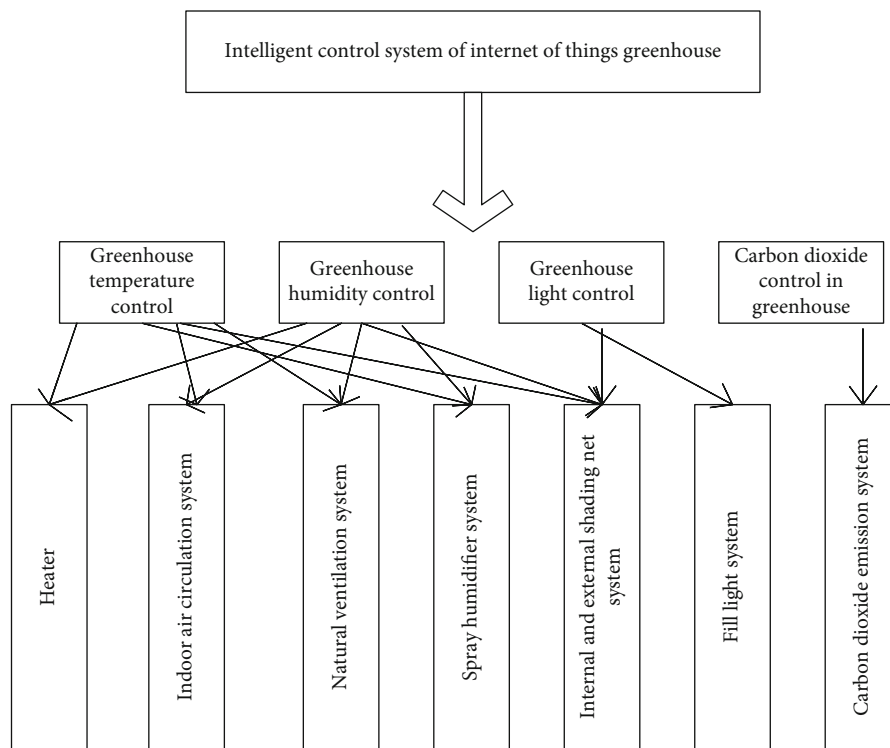 Intelligent control system of internet of things greenhouse
Greenhouse
temperature
control
Greenhouse
humidity control
Greenhouse
light control
Carbon dioxide
control in
greenhouse
Heater
Indoor air circulation system
Natural ventilation system
Spray humidifier system
Internal and external shading net
system
Fill light system
Carbon dioxide emission system